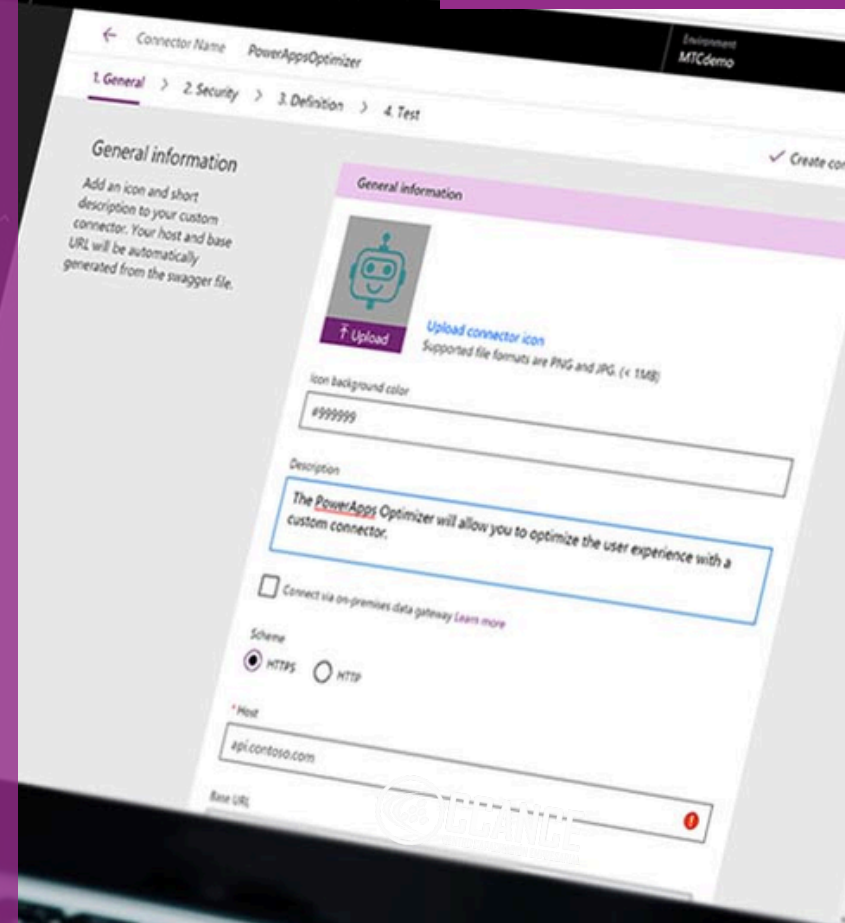 Connector Name PowerAppsOptimizer
Environment
MTCdemo
1. General > 2. Security > 3. Definition > 4. Test
Create
General information
Add an icon and short
description to your custom
connector. Your host and base
URL will be automatically
generated from the swagger file.
General information
Upload
Upload connector icon
Supported file formats are PNG and JPG. (< 1MB)
Icon background color
#999999
Description
The PowerApps Optimizer will allow you to optimize the user experience with a
custom connector.
Connect via on-premises data gateway Learn more
Scheme
HTTPS HTTP
* Host
api.contoso.com
Base URL